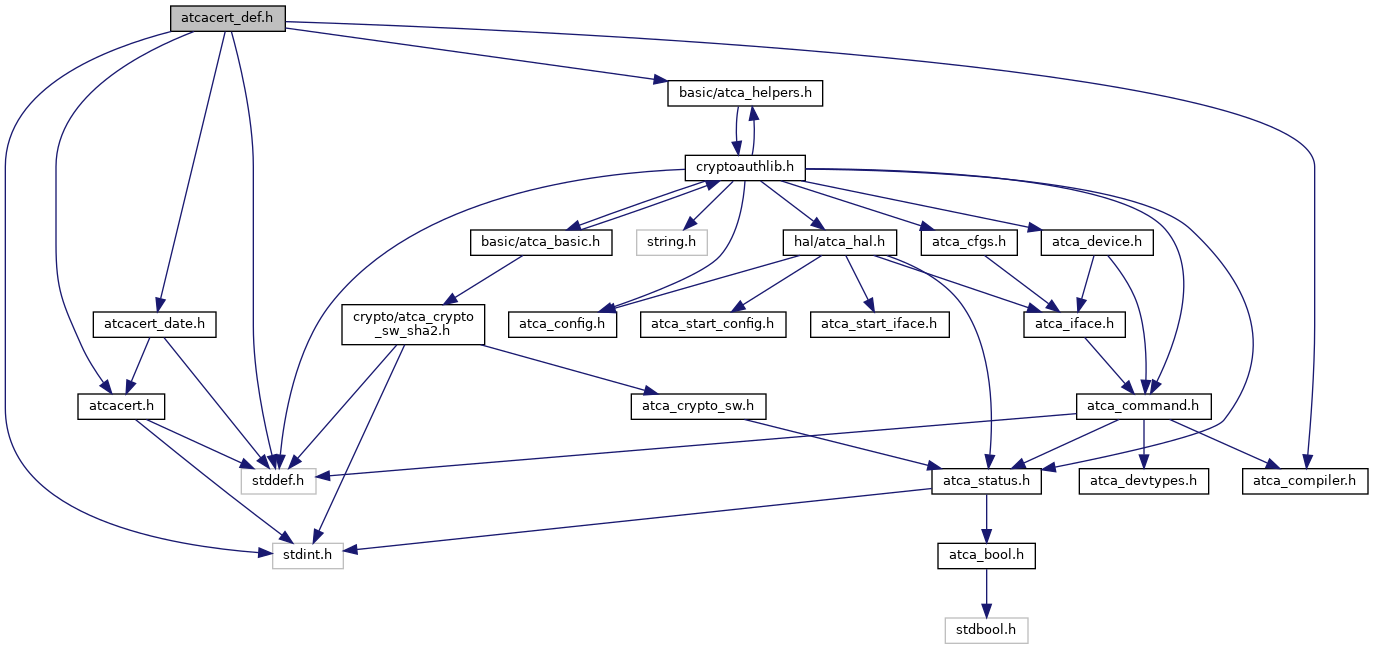 atcacert_def.h
basic/atca_helpers.h
cryptoauthlib.h
basic/atca_basic.h
string.h
hal/atca_hal.h
atca_cfgs.h
atca_device.h
atcacert_date.h
crypto/atca_crypto
_sw_sha2.h
atca_config.h
atca_start_config.h
atca_start_iface.h
atca_iface.h
atcacert.h
atca_crypto_sw.h
atca_command.h
stddef.h
atca_status.h
atca_devtypes.h
atca_compiler.h
stdint.h
atca_bool.h
stdbool.h